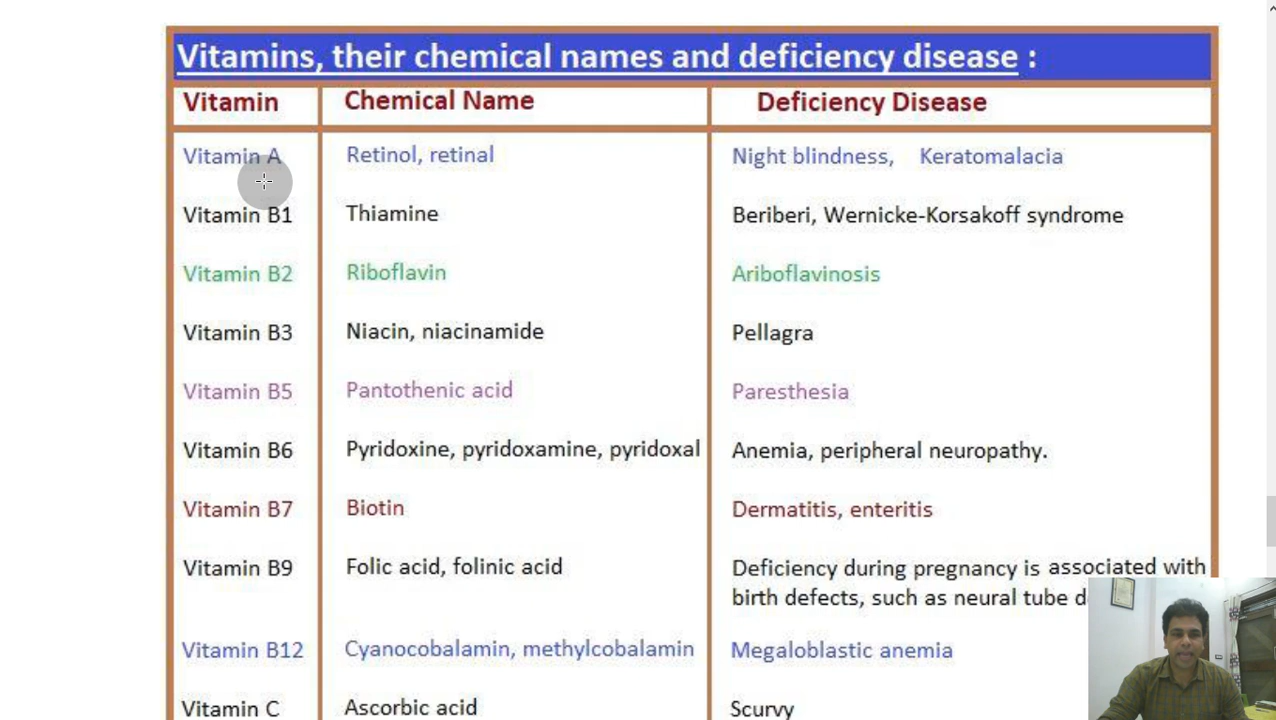 Vitamins, their chemical names and deficiency disease :
Vitamin Chemical Name Deficiency Disease
Vitamin A Retinol, retinal Night blindness, Keratomalacia
Vitamin B1 Thiamine Beriberi, Wernicke-Korsakoff syndrome
Vitamin B2 Riboflavin Ariboflavinosis
Vitamin B3 Niacin, niacinamide Pellagra
Vitamin B5 Pantothenic acid Paresthesia
Vitamin B6 Pyridoxine, pyridoxamine, pyridoxal Anemia, peripheral neuropathy.
Vitamin B7 Biotin Dermatitis, enteritis
Vitamin B9 Folic acid, folinic acid Deficiency during pregnancy is associated with
birth defects, such as neural tube
Vitamin B12 Cyanocobalamin, methylcobalamin Megaloblastic anemia
Vitamin C Ascorbic acid Scurvy